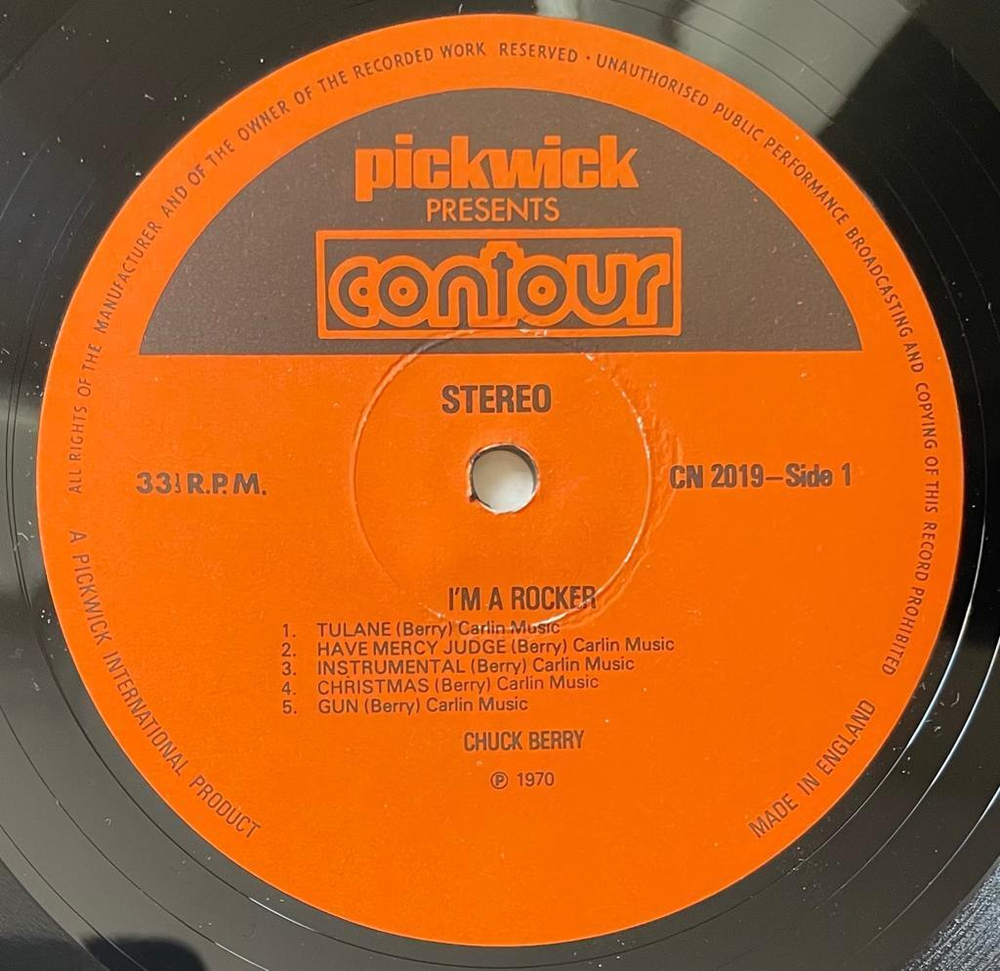 ALL RIGHTS OF THE MANUFACTURER AND OF THE OWNER OF THE RECORDED WORK RESERVED · UNAUTHORISED PUBLIC PERFORMANCE BROADCASTING AND COPYING OF THIS RECORD PROHIBITED
pickwick
PRESENTS
contour
STEREO
33⅓ R.P.M.
CN 2019–Side 1
I'M A ROCKER
1. TULANE (Berry) Carlin Music
2. HAVE MERCY JUDGE (Berry) Carlin Music
3. INSTRUMENTAL (Berry) Carlin Music
4. CHRISTMAS (Berry) Carlin Music
5. GUN (Berry) Carlin Music
CHUCK BERRY
℗ 1970
A PICKWICK INTERNATIONAL PRODUCT
MADE IN ENGLAND